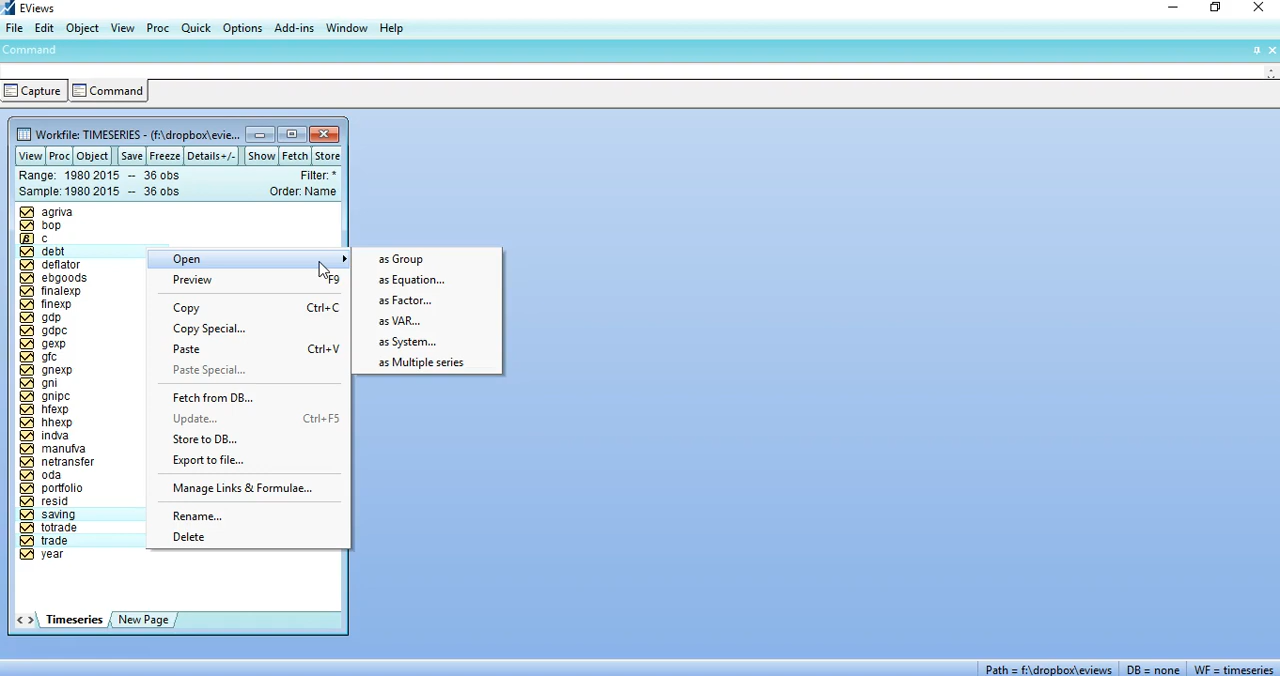 EViews
File Edit Object View Proc Quick Options Add-ins Window Help
Command
Capture Command
Workfile: TIMESERIES - (f:\dropbox\evie...
View Proc Object Save Freeze Details+/- Show Fetch Store
Range: 1980 2015 -- 36 obs Filter: *
Sample: 1980 2015 -- 36 obs Order: Name
agriva
bop
c
debt
deflator
ebgoods
finalexp
finexp
gdp
gdpc
gexp
gfc
gnexp
gni
gnipc
hfexp
hhexp
indva
manufva
netransfer
oda
portfolio
resid
saving
totrade
trade
year
Open
Preview F9
Copy Ctrl+C
Copy Special...
Paste Ctrl+V
Paste Special...
Fetch from DB...
Update... Ctrl+F5
Store to DB...
Export to file...
Manage Links & Formulae...
Rename...
Delete
as Group
as Equation...
as Factor...
as VAR...
as System...
as Multiple series
Timeseries New Page
Path = f:\dropbox\eviews DB = none WF = timeseries